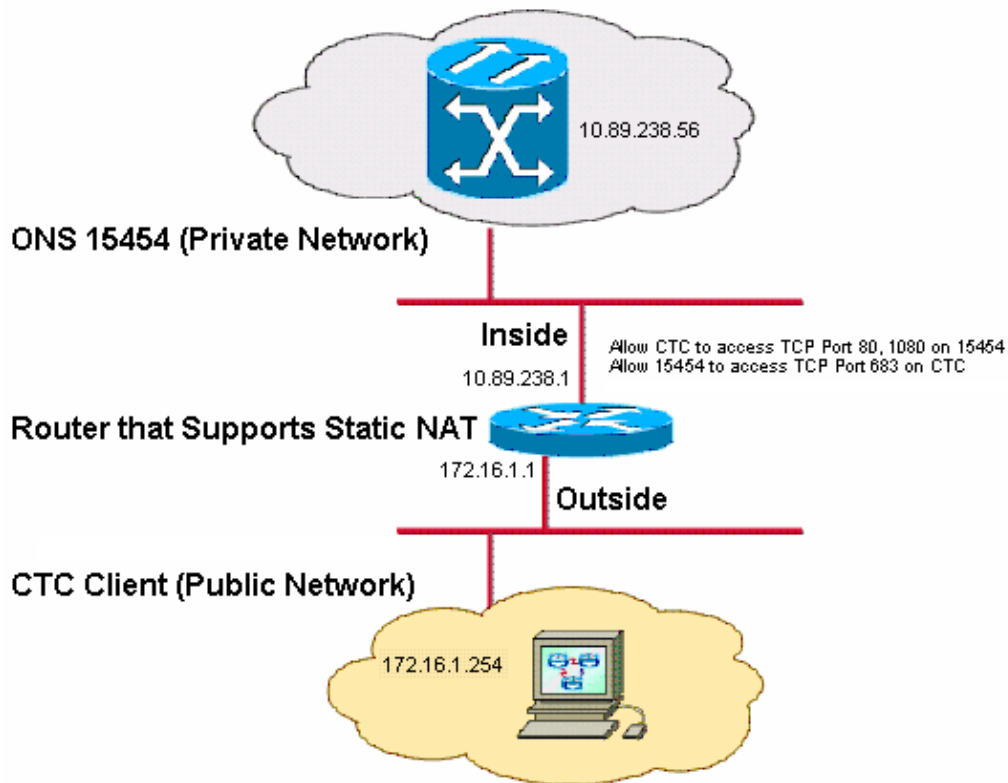 10.89.238.56
ONS 15454 (Private Network)
Inside
Allow CTC to access TCP Port 80, 1080 on 15454
Allow 15454 to access TCP Port 683 on CTC
10.89.238.1
Router that Supports Static NAT
172.16.1.1
Outside
CTC Client (Public Network)
172.16.1.254